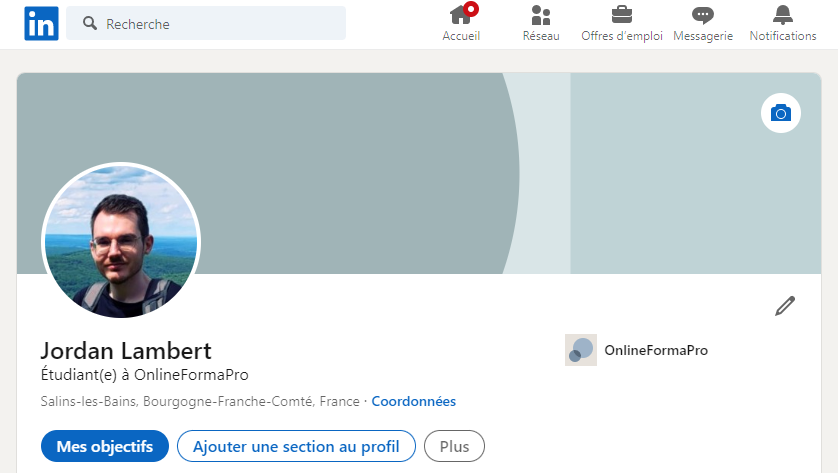 in
Recherche
Accueil
Réseau
Offres d'emploi
Messagerie
Notifications
Jordan Lambert
OnlineFormaPro
Étudiant(e) à OnlineFormaPro
Salins-les-Bains, Bourgogne-Franche-Comté, France · Coordonnées
Mes objectifs
Ajouter une section au profil
Plus